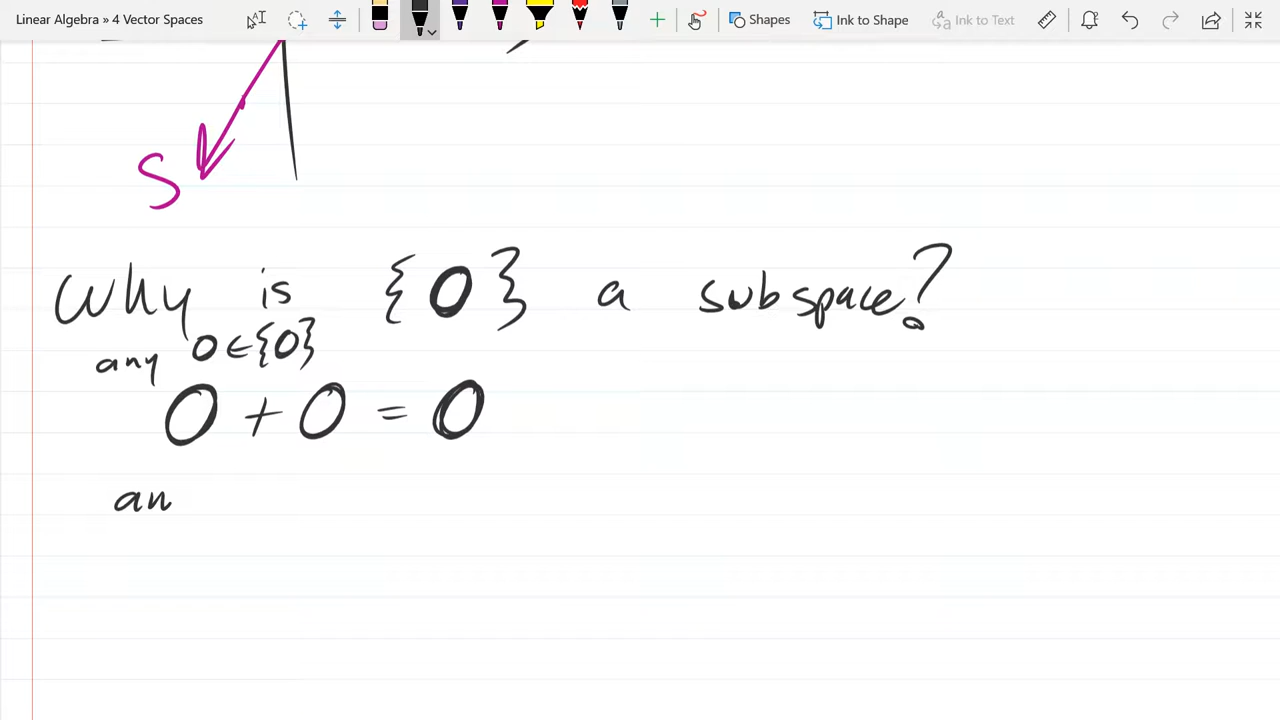 Linear Algebra » 4 Vector Spaces
Shapes
Ink to Shape
Ink to Text
S
Why is {0} a subspace?
any 0∈{0}
0 + 0 = 0
an